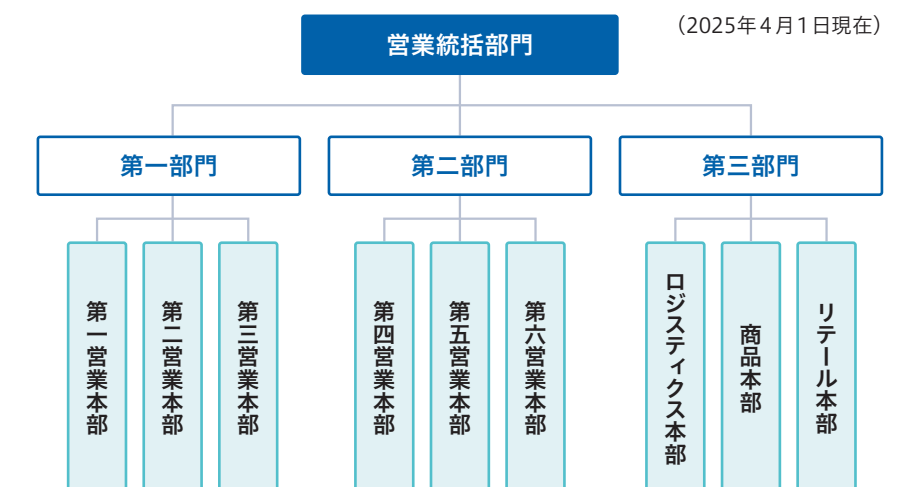 営業統括部門
（2025年4月1日現在）
第一部門
第二部門
第三部門
第一営業本部
第二営業本部
第三営業本部
第四営業本部
第五営業本部
第六営業本部
ロジスティクス本部
商品本部
リテール本部